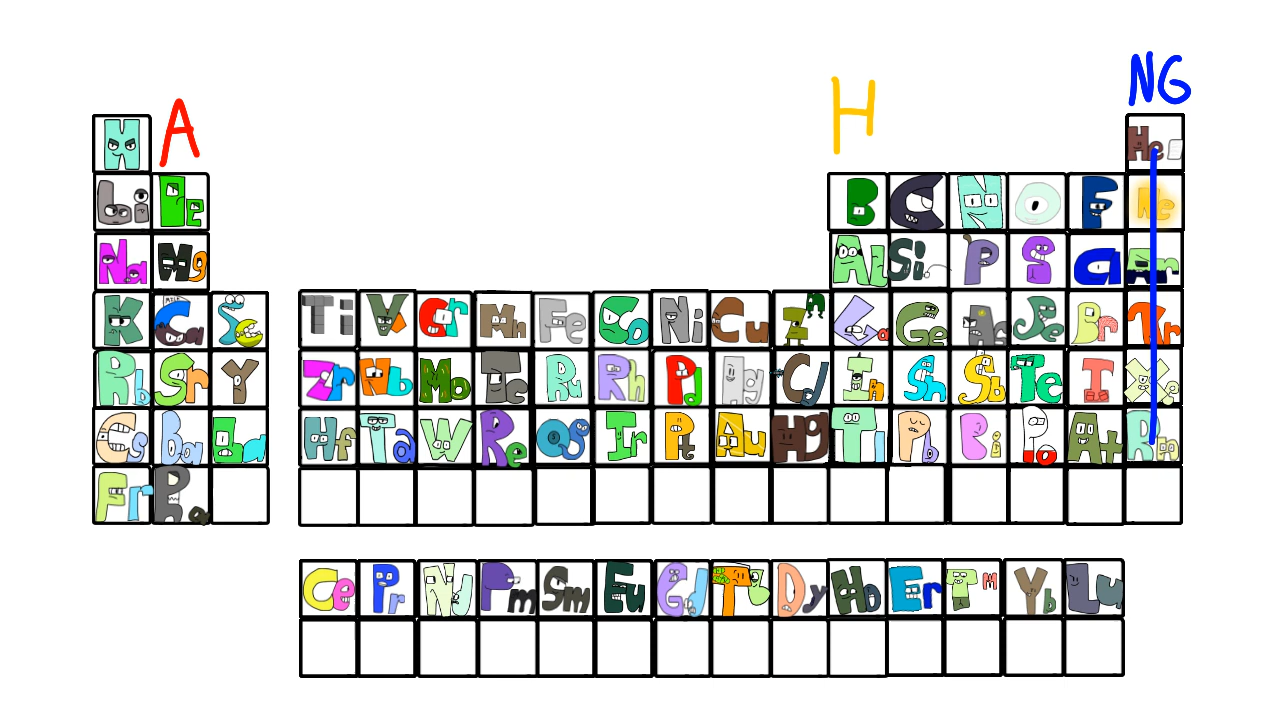 NG
A H
H He
Li Be B C N O F Ne
Na Mg Al Si P S Cl Ar
K Ca Sc Ti V Cr Mn Fe Co Ni Cu Zn Ga Ge As Se Br Kr
Rb Sr Y Zr Nb Mo Tc Ru Rh Pd Ag Cd In Sn Sb Te I Xe
Cs Ba Hf Ta W Re Os Ir Pt Au Hg Tl Pb Bi Po At Rn
Fr Ra
Ce Pr Nd Pm Sm Eu Gd Tb Dy Ho Er Tm Yb Lu